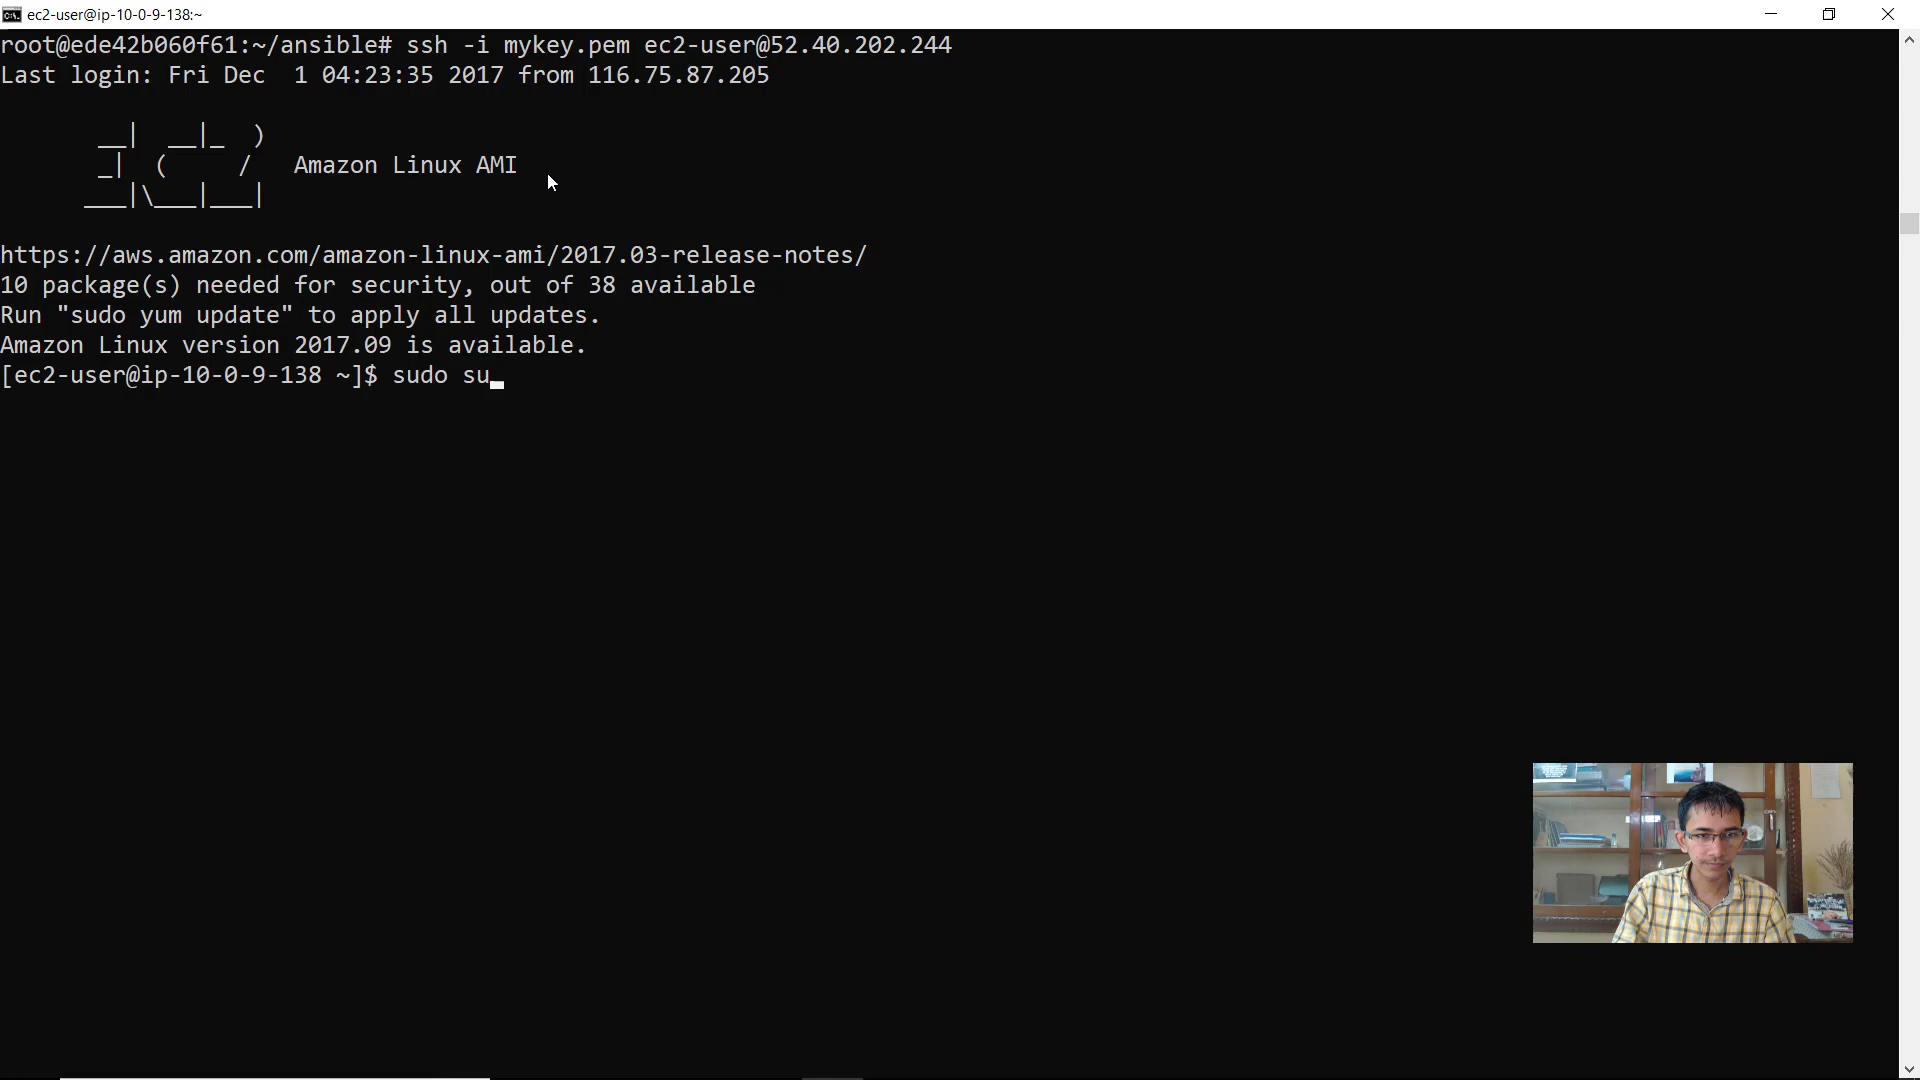 ec2-user@ip-10-0-9-138:~
root@ede42b060f61:~/ansible# ssh -i mykey.pem ec2-user@52.40.202.244
Last login: Fri Dec  1 04:23:35 2017 from 116.75.87.205
       __|  __|_  )
       _|  (     /   Amazon Linux AMI
      ___|\___|___|
https://aws.amazon.com/amazon-linux-ami/2017.03-release-notes/
10 package(s) needed for security, out of 38 available
Run "sudo yum update" to apply all updates.
Amazon Linux version 2017.09 is available.
[ec2-user@ip-10-0-9-138 ~]$ sudo su